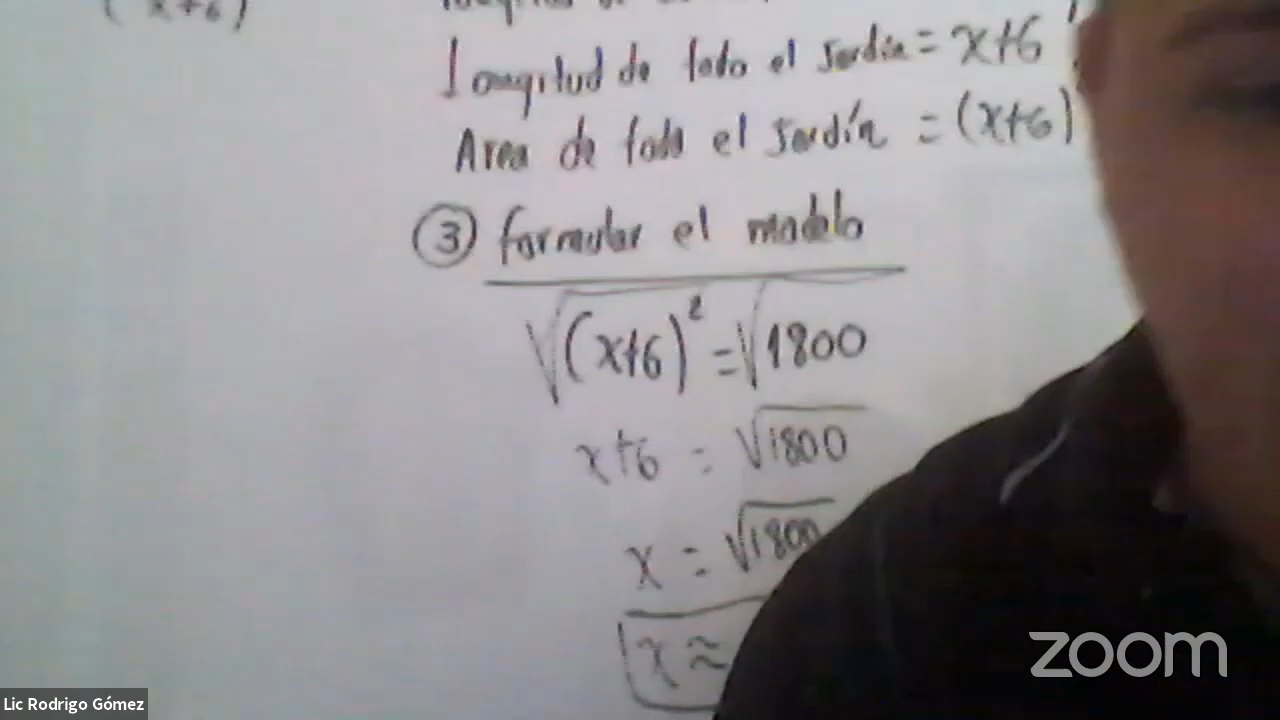 (x+6)
Longitud de todo el jardín = x+6
Area de todo el jardín = (x+6)
③ formular el modelo
√(x+6)² = √1800
x+6 = √1800
x = √1800
x ≈
zoom
Lic Rodrigo Gómez